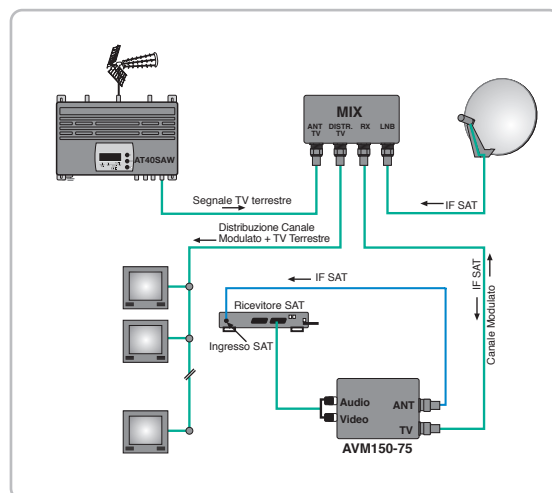 MIX
ANT TV
DISTR. TV
RX
LNB
AT40SAW
Segnale TV terrestre
IF SAT
Distribuzione Canale
Modulato + TV Terrestre
IF SAT
IF SAT
Canale Modulato
Ricevitore SAT
Ingresso SAT
Audio
Video
ANT
TV
AVM150-75